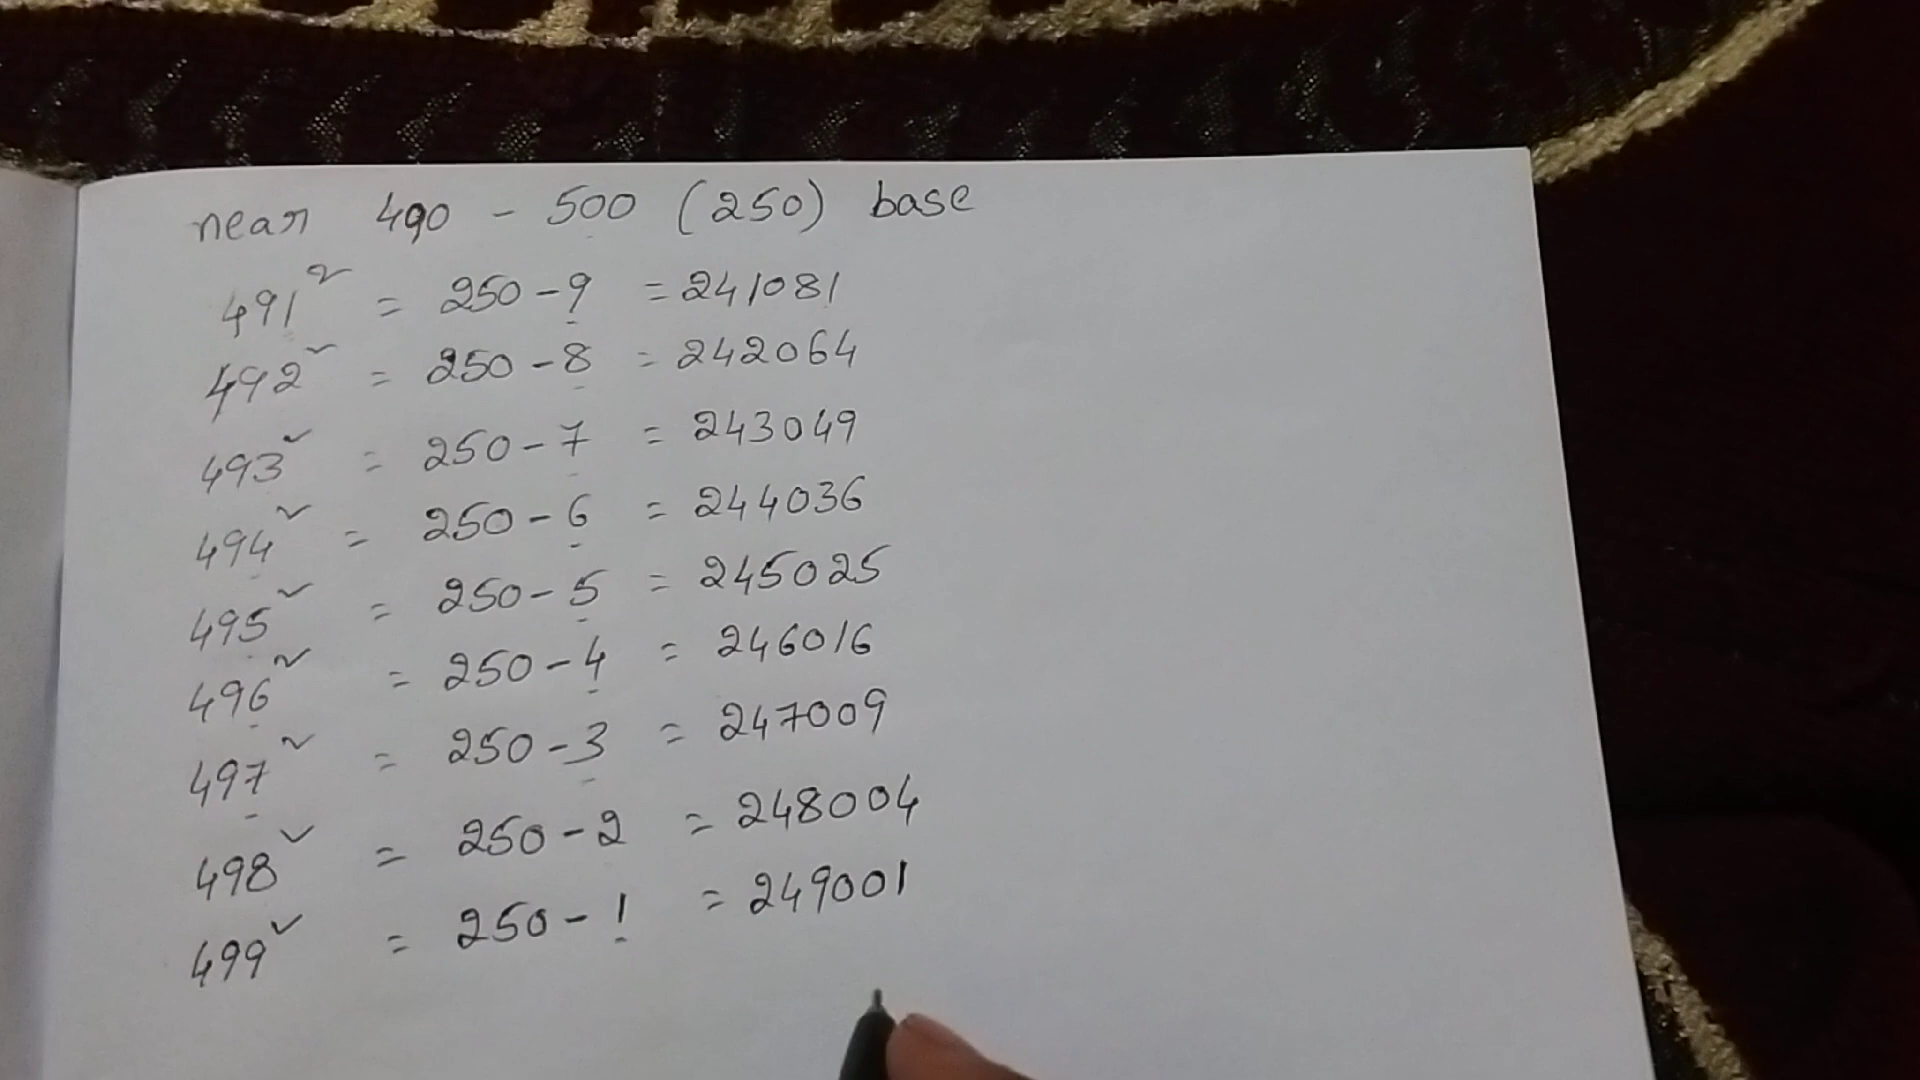 near 490 - 500 (250) base
491² = 250-9 = 241081
492² = 250-8 = 242064
493² = 250-7 = 243049
494² = 250-6 = 244036
495² = 250-5 = 245025
496² = 250-4 = 246016
497² = 250-3 = 247009
498² = 250-2 = 248004
499² = 250-1 = 249001